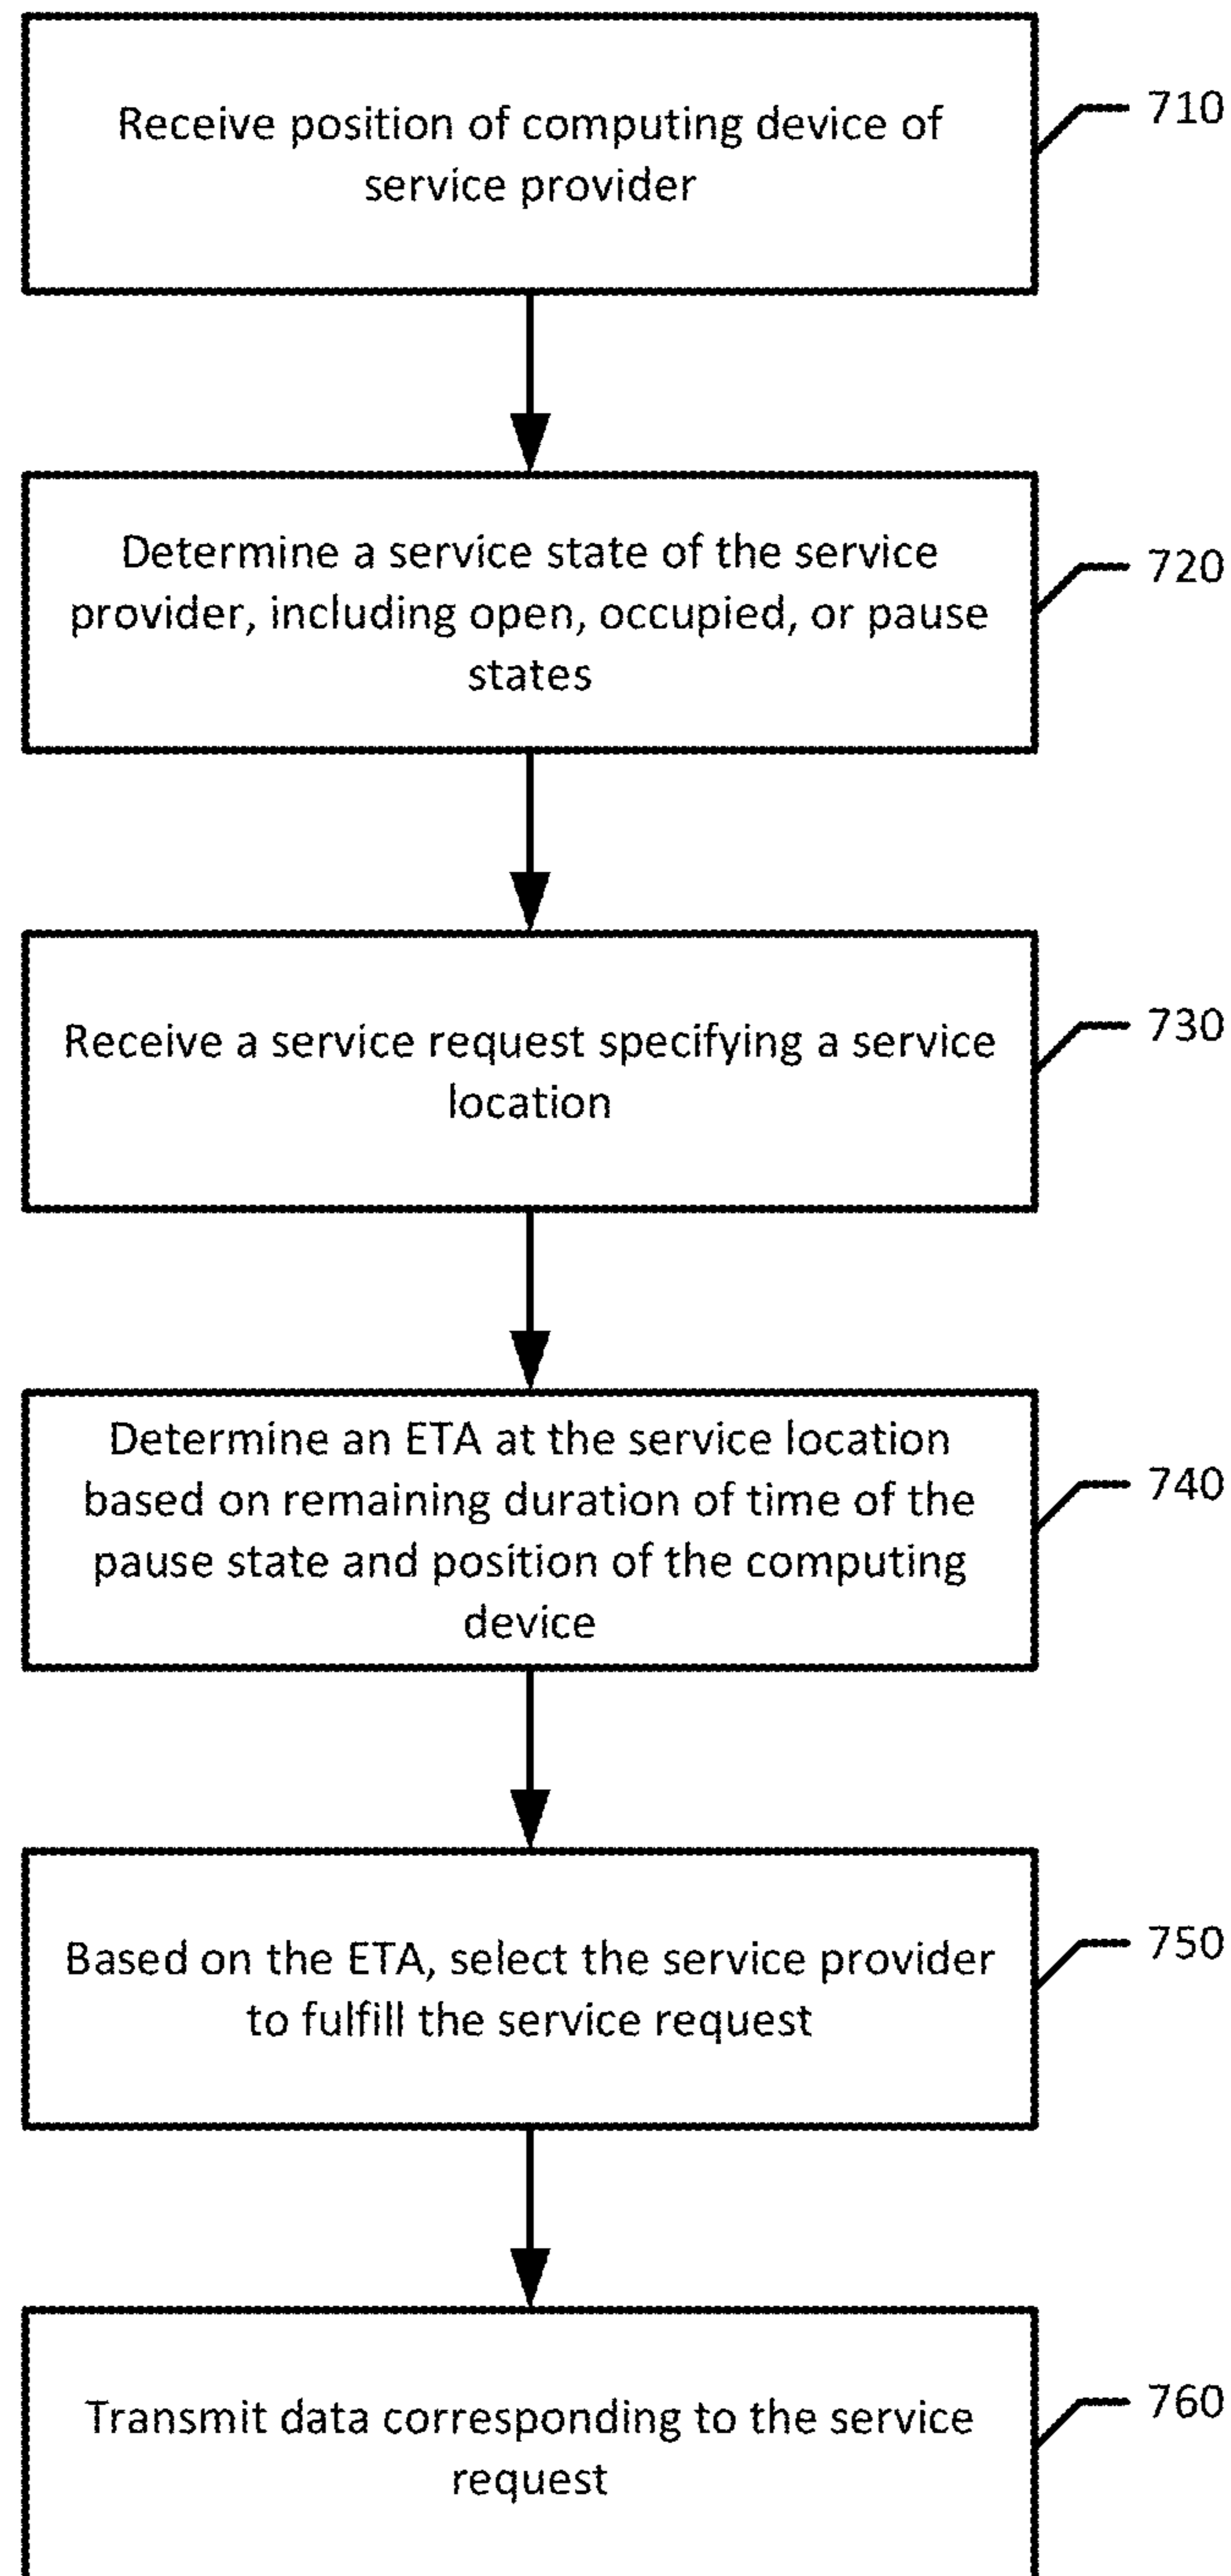 Receive position of computing device of
service provider
710
Determine a service state of the service
provider, including open, occupied, or pause
states
720
Receive a service request specifying a service
location
730
Determine an ETA at the service location
based on remaining duration of time of the
pause state and position of the computing
device
740
Based on the ETA, select the service provider
to fulfill the service request
750
Transmit data corresponding to the service
request
760